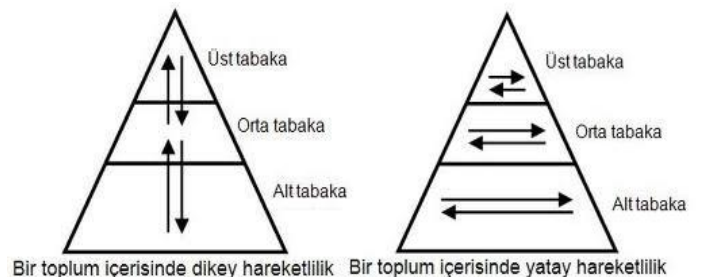 Üst tabaka
Orta tabaka
Alt tabaka
Bir toplum içerisinde dikey hareketlilik
Üst tabaka
Orta tabaka
Alt tabaka
Bir toplum içerisinde yatay hareketlilik